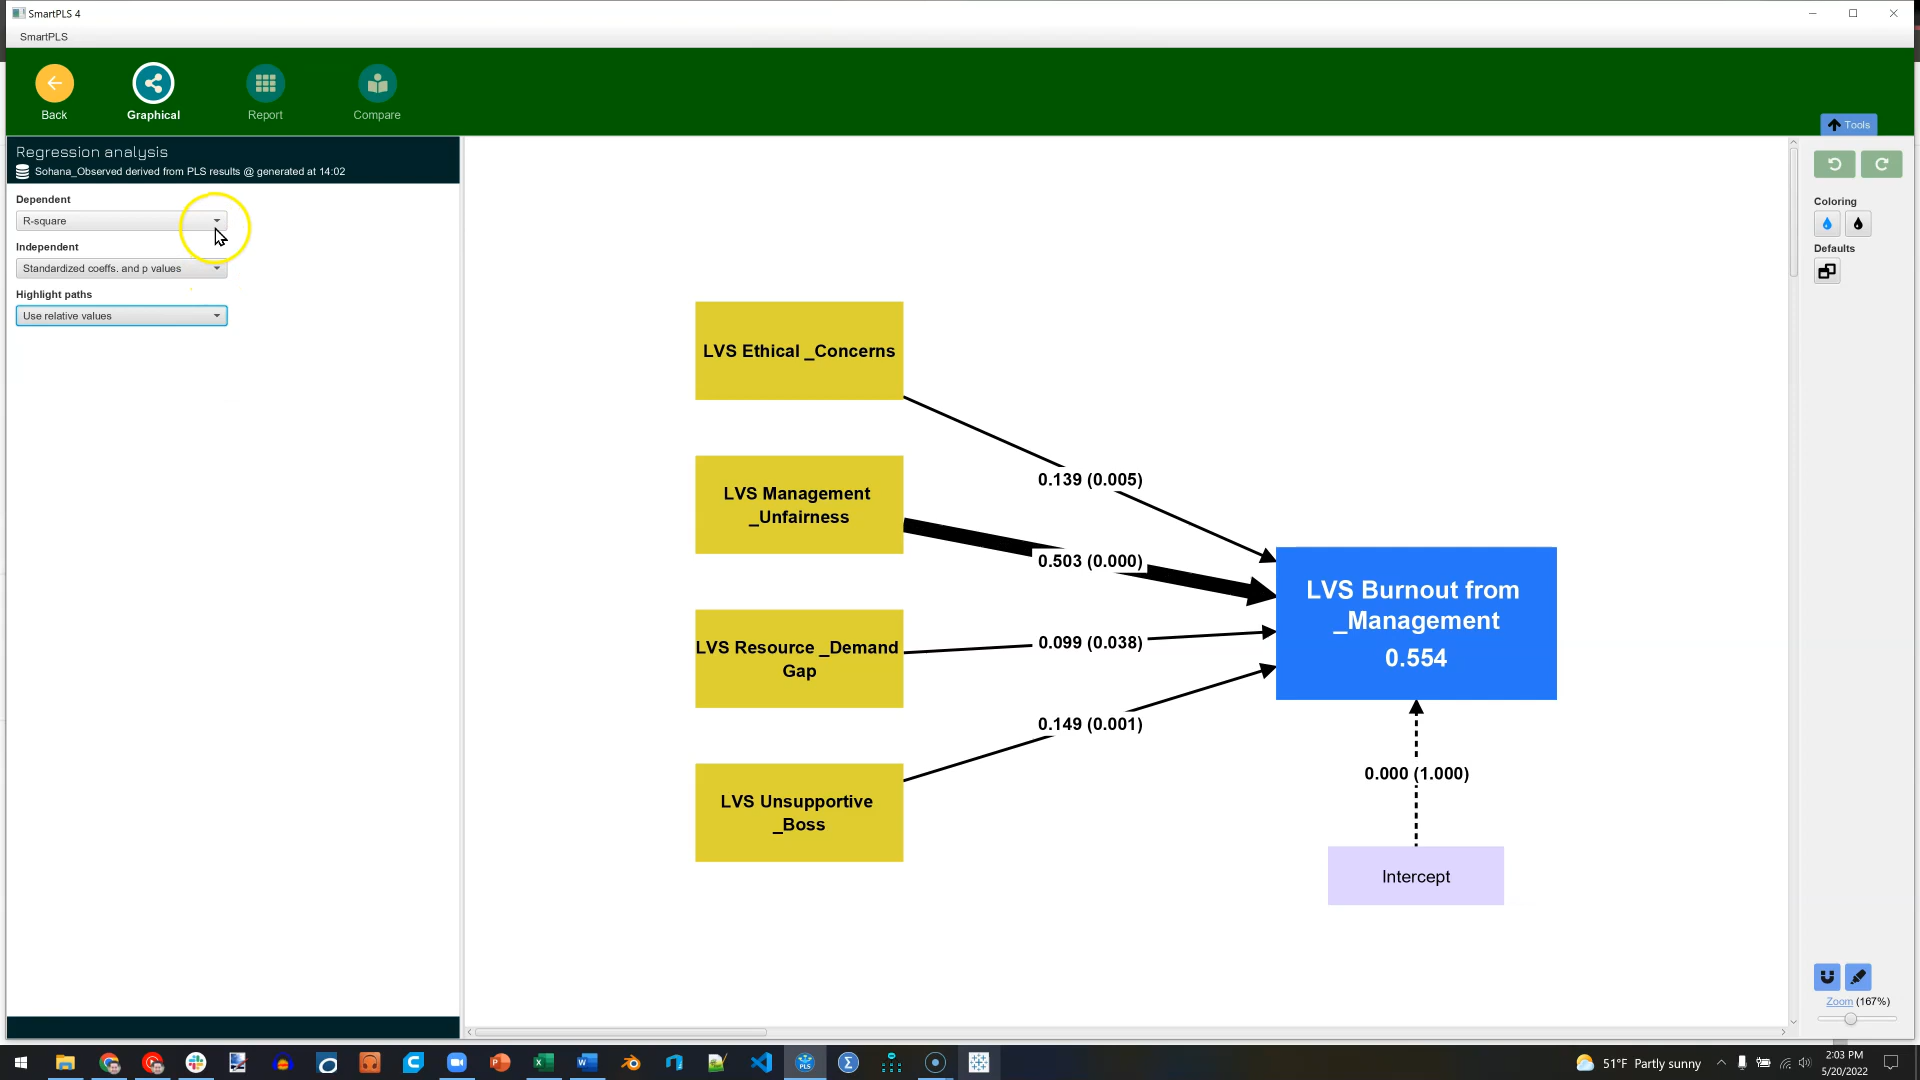 SmartPLS 4
SmartPLS
Back
Graphical
Report
Compare
Tools
Regression analysis
Sohana_Observed derived from PLS results @ generated at 14:02
Dependent
R-square
Independent
Standardized coeffs. and p values
Highlight paths
Use relative values
Coloring
Defaults
LVS Ethical _Concerns
0.139 (0.005)
LVS Management
_Unfairness
0.503 (0.000)
LVS Burnout from
_Management
0.554
LVS Resource _Demand
Gap
0.099 (0.038)
0.149 (0.001)
LVS Unsupportive
_Boss
0.000 (1.000)
Intercept
Zoom (167%)
PLS
51°F Partly sunny
2:03 PM
5/20/2022